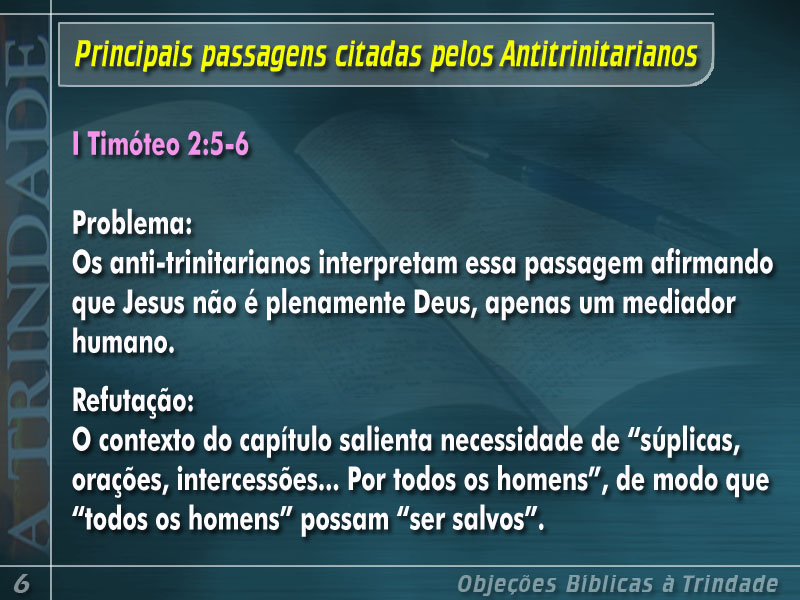 A TRINDADE
Principais passagens citadas pelos Antitrinitarianos
I Timóteo 2:5-6
Problema:
Os anti-trinitarianos interpretam essa passagem afirmando
que Jesus não é plenamente Deus, apenas um mediador
humano.
Refutação:
O contexto do capítulo salienta necessidade de “súplicas,
orações, intercessões... Por todos os homens”, de modo que
“todos os homens” possam “ser salvos”.
6
Objeções Bíblicas à Trindade